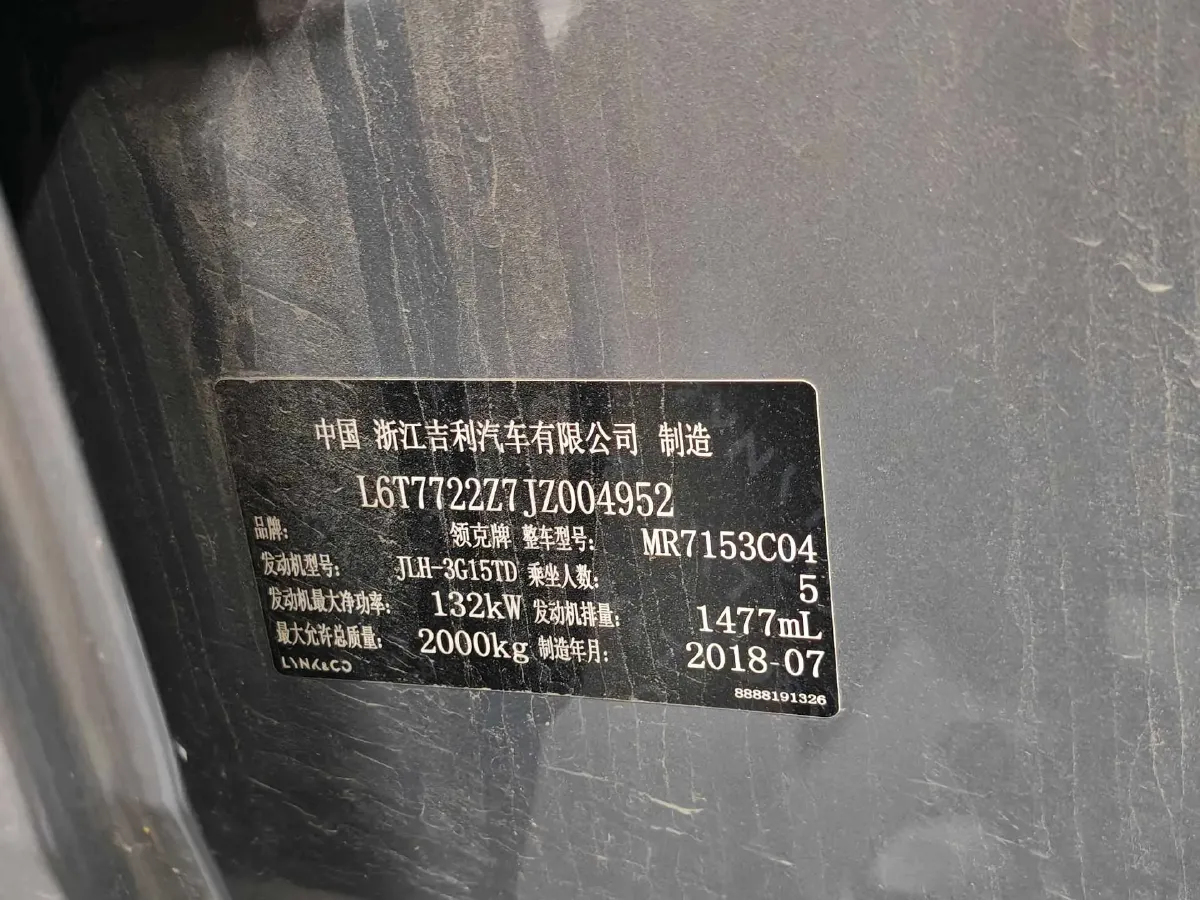 中国 浙江吉利汽车有限公司 制造
L6T7722Z7JZ004952
品牌: 领克牌 整车型号: MR7153C04
发动机型号: JLH-3G15TD 乘坐人数: 5
发动机最大净功率: 132kW 发动机排量: 1477mL
最大允许总质量: 2000kg 制造年月: 2018-07
LYNK&CO
8888191326